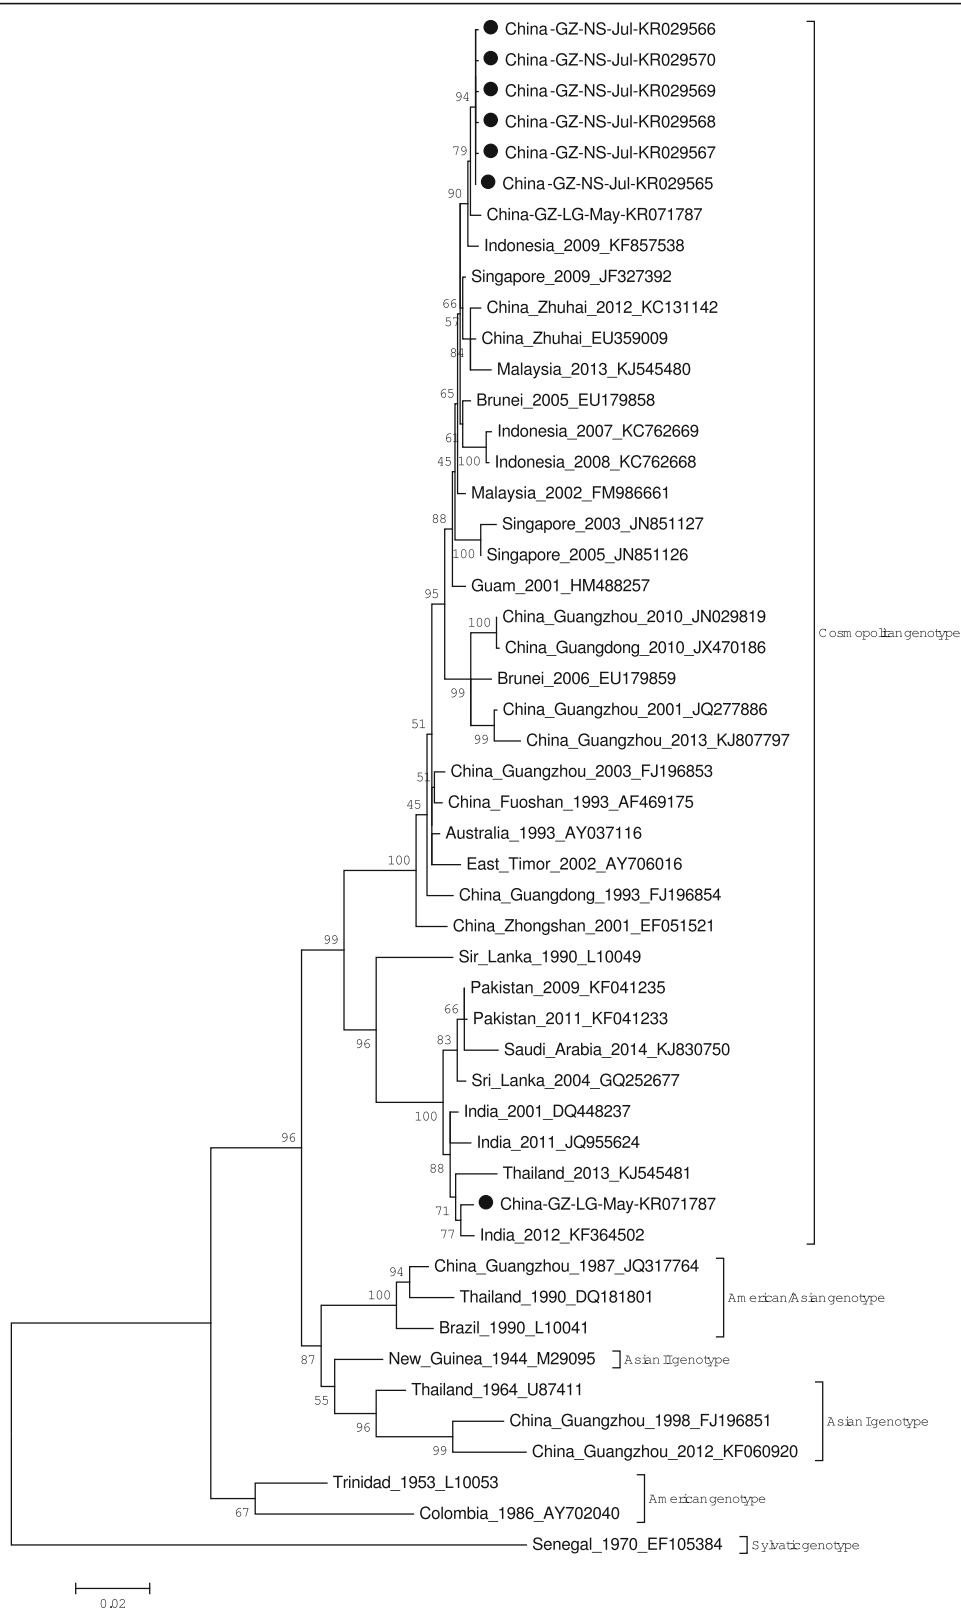 China-GZ-NS-Jul-KR029566
China-GZ-NS-Jul-KR029570
China-GZ-NS-Jul-KR029569
94
China-GZ-NS-Jul-KR029568
79
China-GZ-NS-Jul-KR029567
China-GZ-NS-Jul-KR029565
90
China-GZ-LG-May-KR071787
Indonesia_2009_KF857538
Singapore_2009_JF327392
66
China_Zhuhai_2012_KC131142
57
China_Zhuhai_EU359009
84
Malaysia_2013_KJ545480
65
Brunei_2005_EU179858
61
Indonesia_2007_KC762669
45
100
Indonesia_2008_KC762668
Malaysia_2002_FM986661
88
Singapore_2003_JN851127
100
Singapore_2005_JN851126
95
Guam_2001_HM488257
100
China_Guangzhou_2010_JN029819
Cosmopolitan genotype
China_Guangdong_2010_JX470186
99
Brunei_2006_EU179859
China_Guangzhou_2001_JQ277886
51
99
China_Guangzhou_2013_KJ807797
51
China_Guangzhou_2003_FJ196853
45
China_Fuoshan_1993_AF469175
Australia_1993_AY037116
100
East_Timor_2002_AY706016
China_Guangdong_1993_FJ196854
China_Zhongshan_2001_EF051521
99
Sir_Lanka_1990_L10049
Pakistan_2009_KF041235
66
Pakistan_2011_KF041233
96
83
Saudi_Arabia_2014_KJ830750
Sri_Lanka_2004_GQ252677
100
India_2001_DQ448237
96
India_2011_JQ955624
88
Thailand_2013_KJ545481
71
China-GZ-LG-May-KR071787
77
India_2012_KF364502
94
China_Guangzhou_1987_JQ317764
100
Thailand_1990_DQ181801
American/Asian genotype
Brazil_1990_L10041
87
New_Guinea_1944_M29095
Asian II genotype
55
Thailand_1964_U87411
96
China_Guangzhou_1998_FJ196851
Asian I genotype
99
China_Guangzhou_2012_KF060920
Trinidad_1953_L10053
American genotype
67
Colombia_1986_AY702040
Senegal_1970_EF105384
Sylvatic genotype
0.02